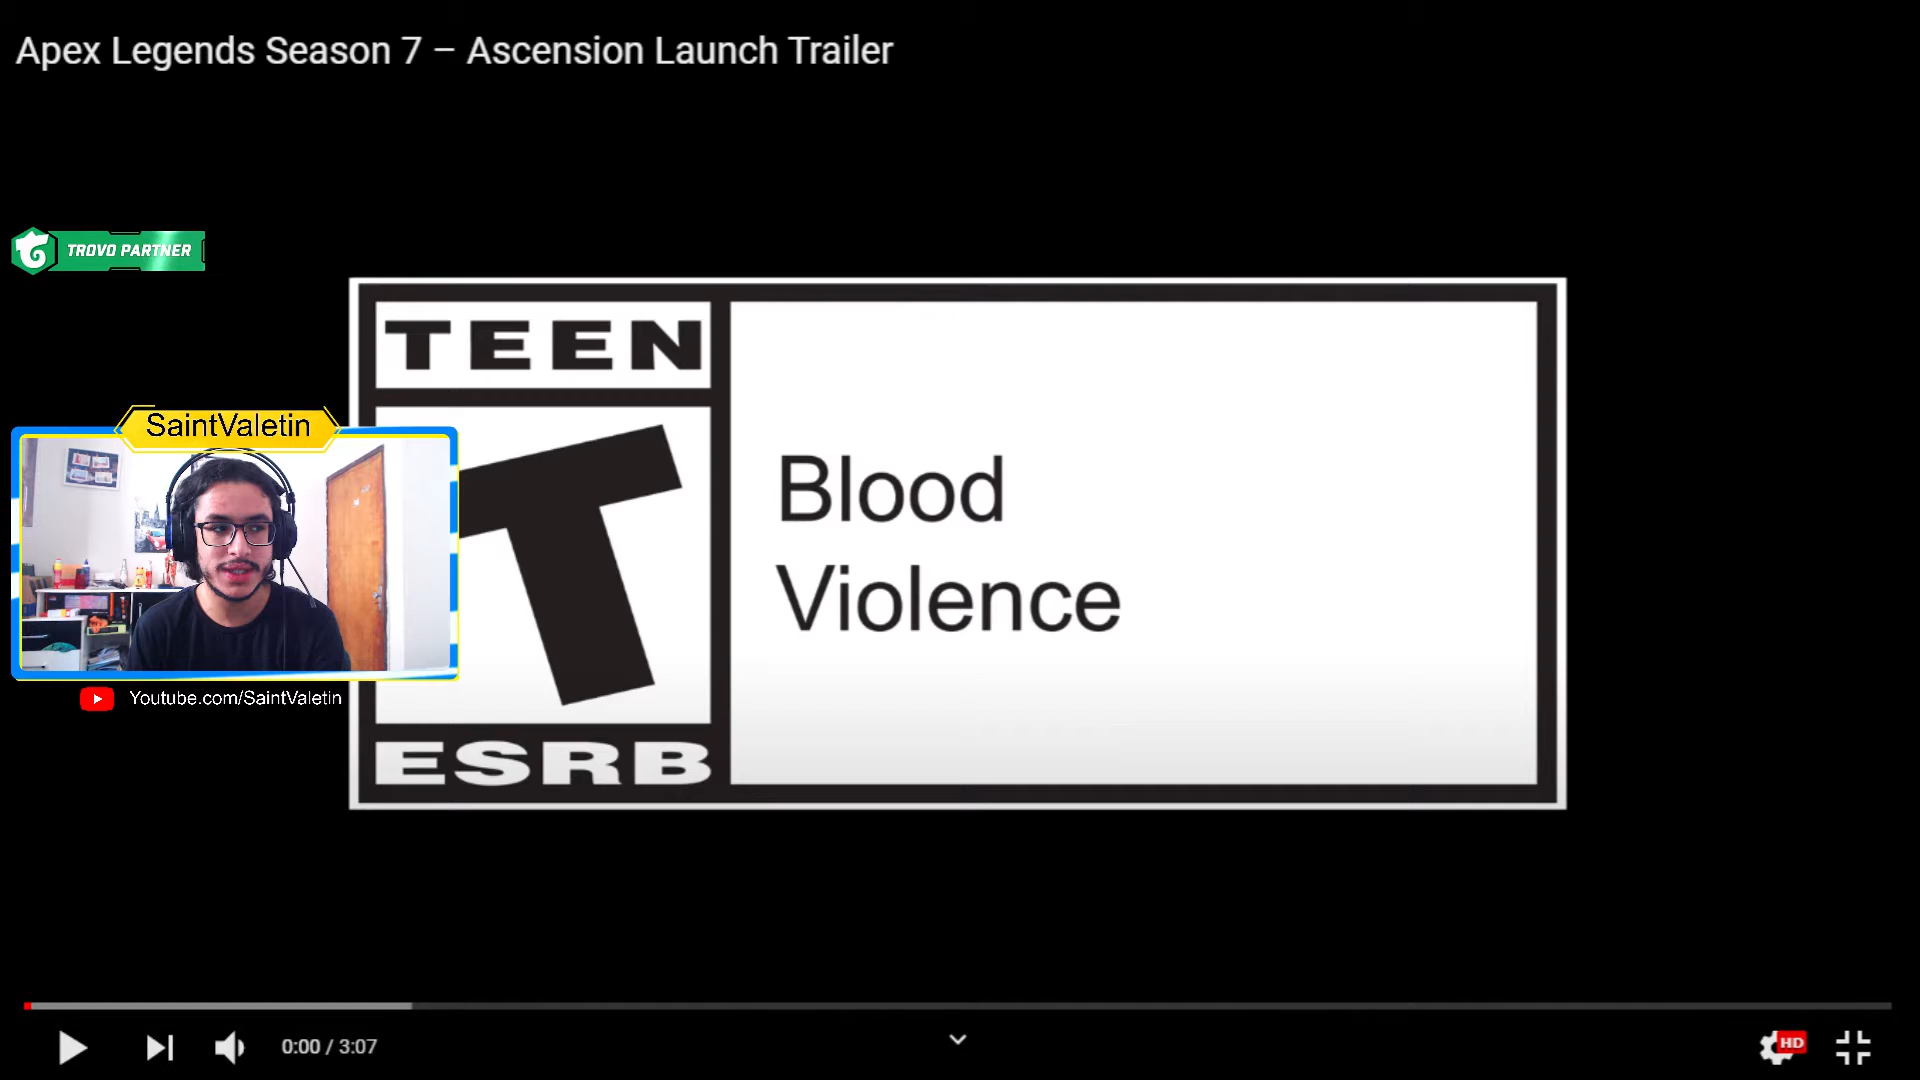 Apex Legends Season 7 – Ascension Launch Trailer
TROVO PARTNER
TEEN
SaintValetin
T
Blood
Violence
Youtube.com/SaintValetin
ESRB
0:00 / 3:07
HD